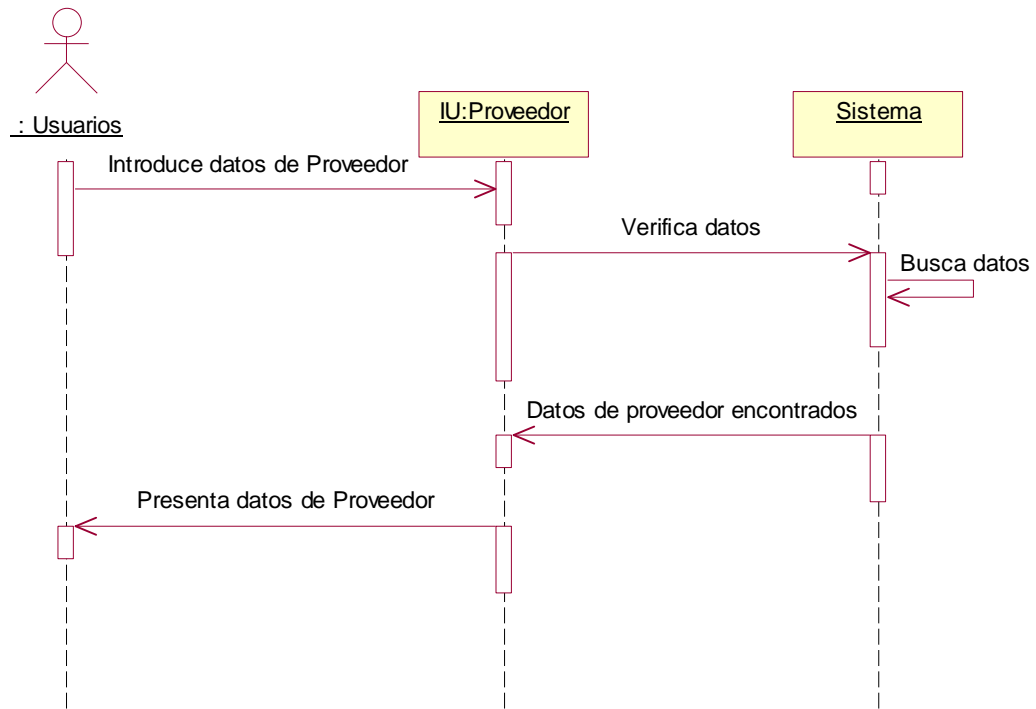 : Usuarios
IU:Proveedor
Sistema
Introduce datos de Proveedor
Verifica datos
Busca datos
Datos de proveedor encontrados
Presenta datos de Proveedor